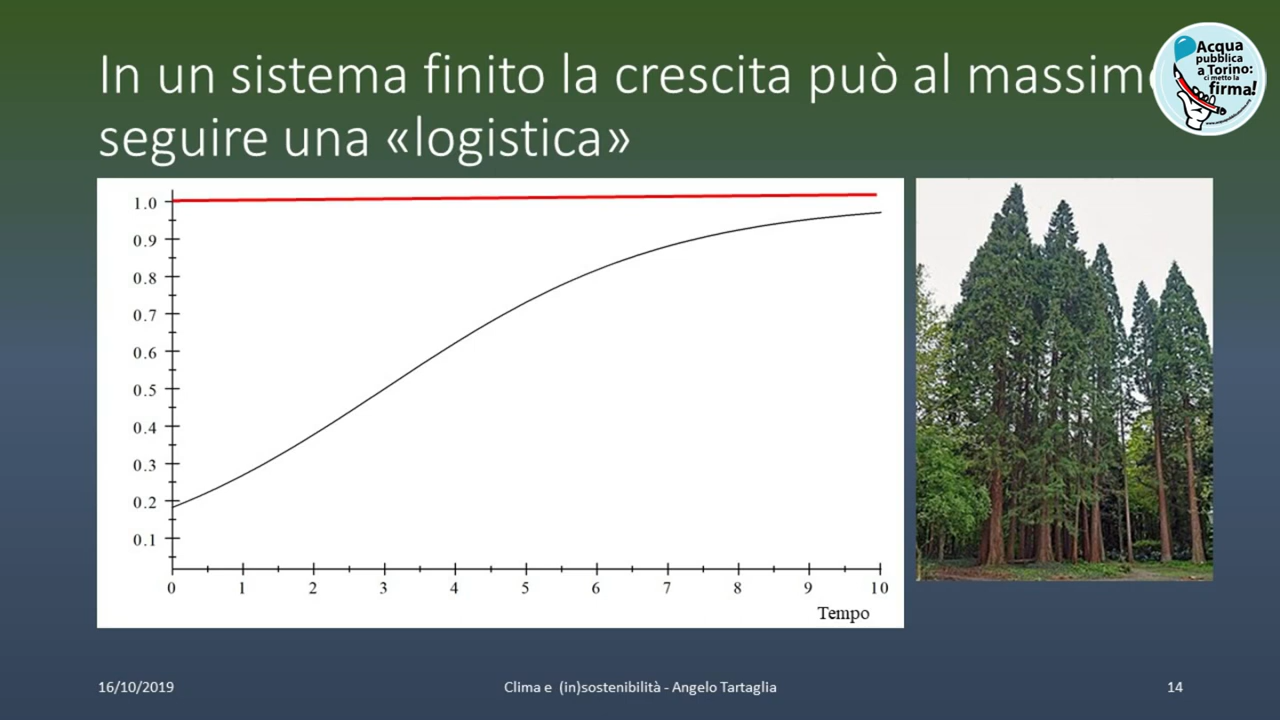 In un sistema finito la crescita può al massimo
seguire una «logistica»
Acqua
pubblica
a Torino:
ci metto la
firma!
1.0
0.9
0.8
0.7
0.6
0.5
0.4
0.3
0.2
0.1
0 1 2 3 4 5 6 7 8 9 10
Tempo
16/10/2019
Clima e (in)sostenibilità - Angelo Tartaglia
14